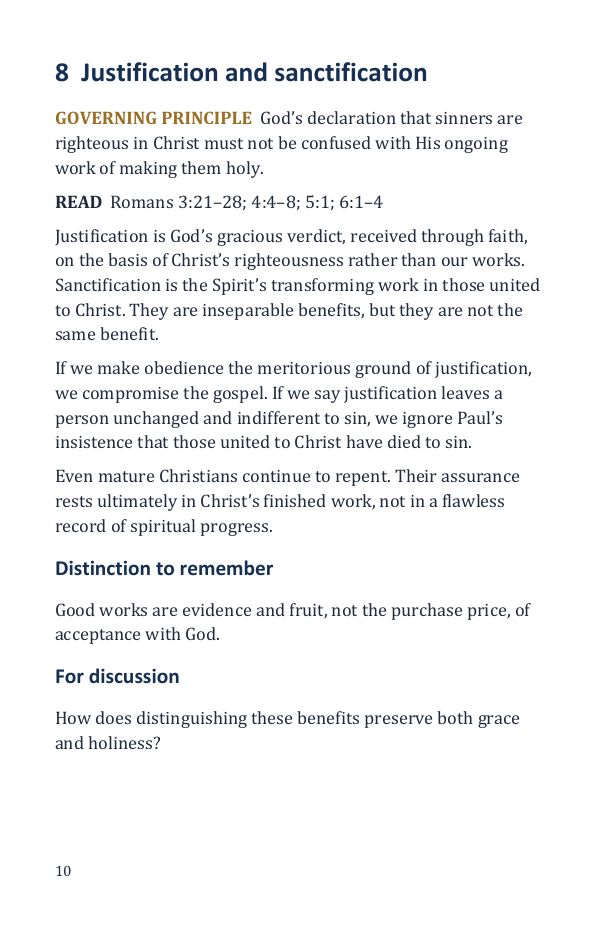 8 Justification and sanctification
GOVERNING PRINCIPLE God’s declaration that sinners are
righteous in Christ must not be confused with His ongoing
work of making them holy.
READ Romans 3:21–28; 4:4–8; 5:1; 6:1–4
Justification is God’s gracious verdict, received through faith,
on the basis of Christ’s righteousness rather than our works.
Sanctification is the Spirit’s transforming work in those united
to Christ. They are inseparable benefits, but they are not the
same benefit.
If we make obedience the meritorious ground of justification,
we compromise the gospel. If we say justification leaves a
person unchanged and indifferent to sin, we ignore Paul’s
insistence that those united to Christ have died to sin.
Even mature Christians continue to repent. Their assurance
rests ultimately in Christ’s finished work, not in a flawless
record of spiritual progress.
Distinction to remember
Good works are evidence and fruit, not the purchase price, of
acceptance with God.
For discussion
How does distinguishing these benefits preserve both grace
and holiness?
10